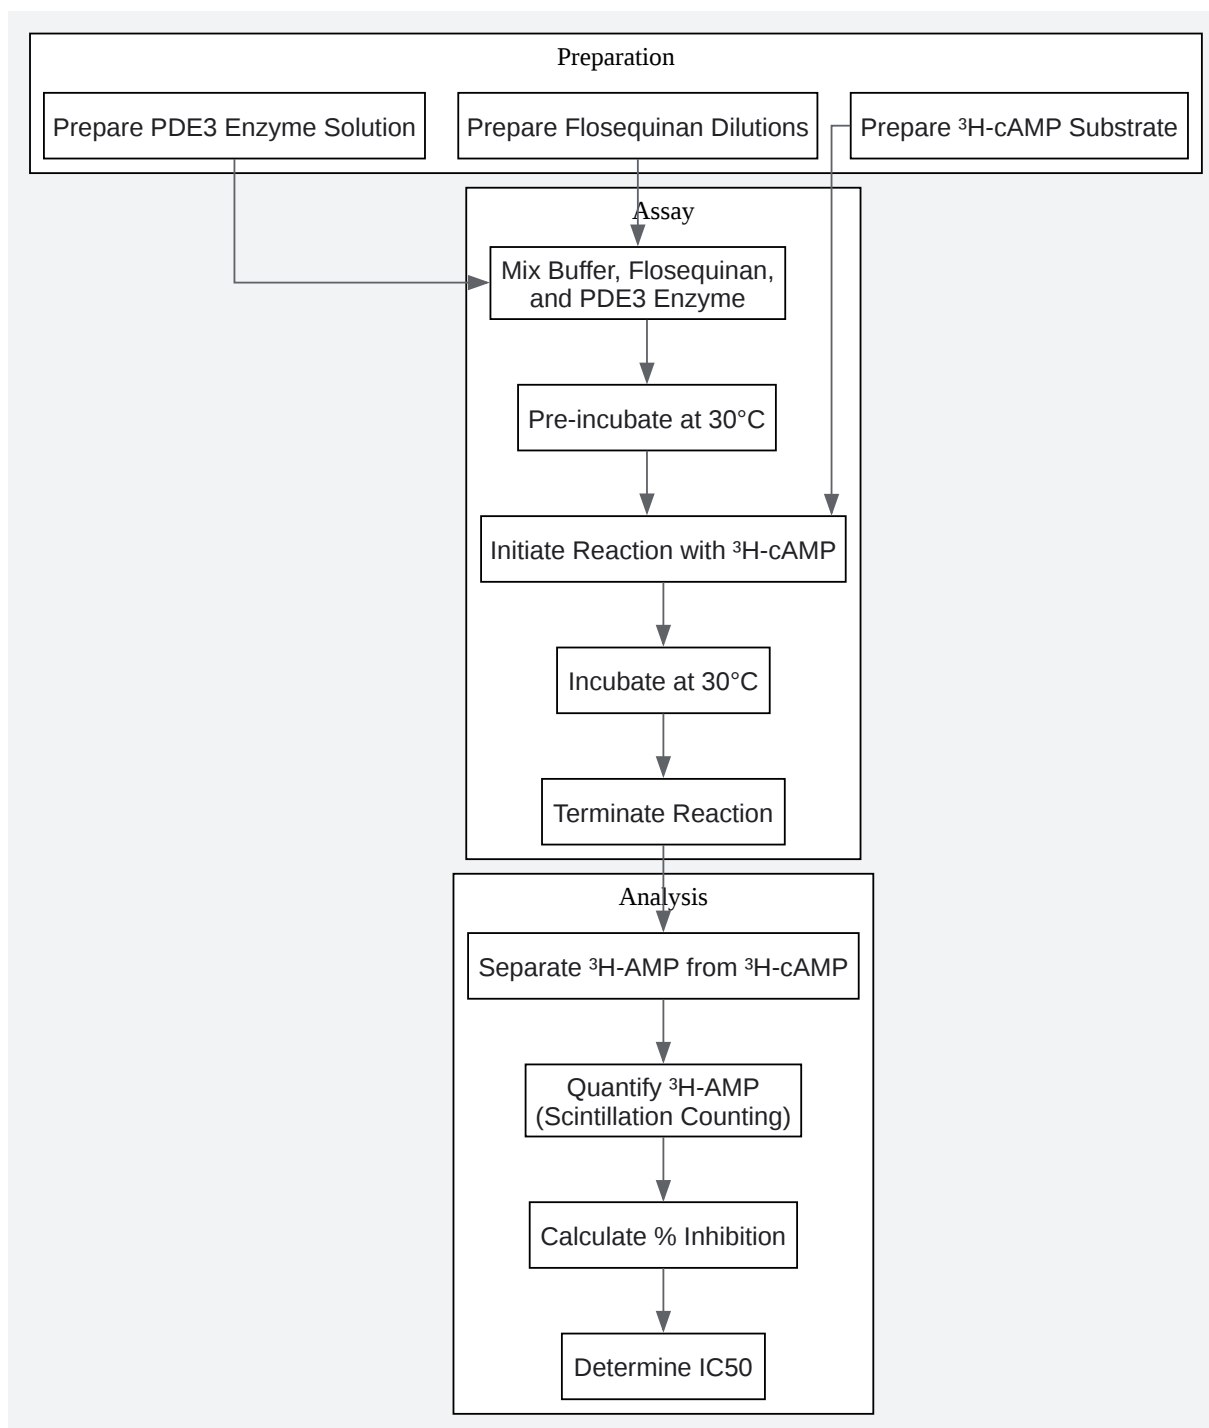 Preparation
Prepare PDE3 Enzyme Solution
Prepare Flosequinan Dilutions
Prepare ³H-cAMP Substrate
Assay
Mix Buffer, Flosequinan,
and PDE3 Enzyme
Pre-incubate at 30°C
Initiate Reaction with ³H-cAMP
Incubate at 30°C
Terminate Reaction
Analysis
Separate ³H-AMP from ³H-cAMP
Quantify ³H-AMP
(Scintillation Counting)
Calculate % Inhibition
Determine IC50